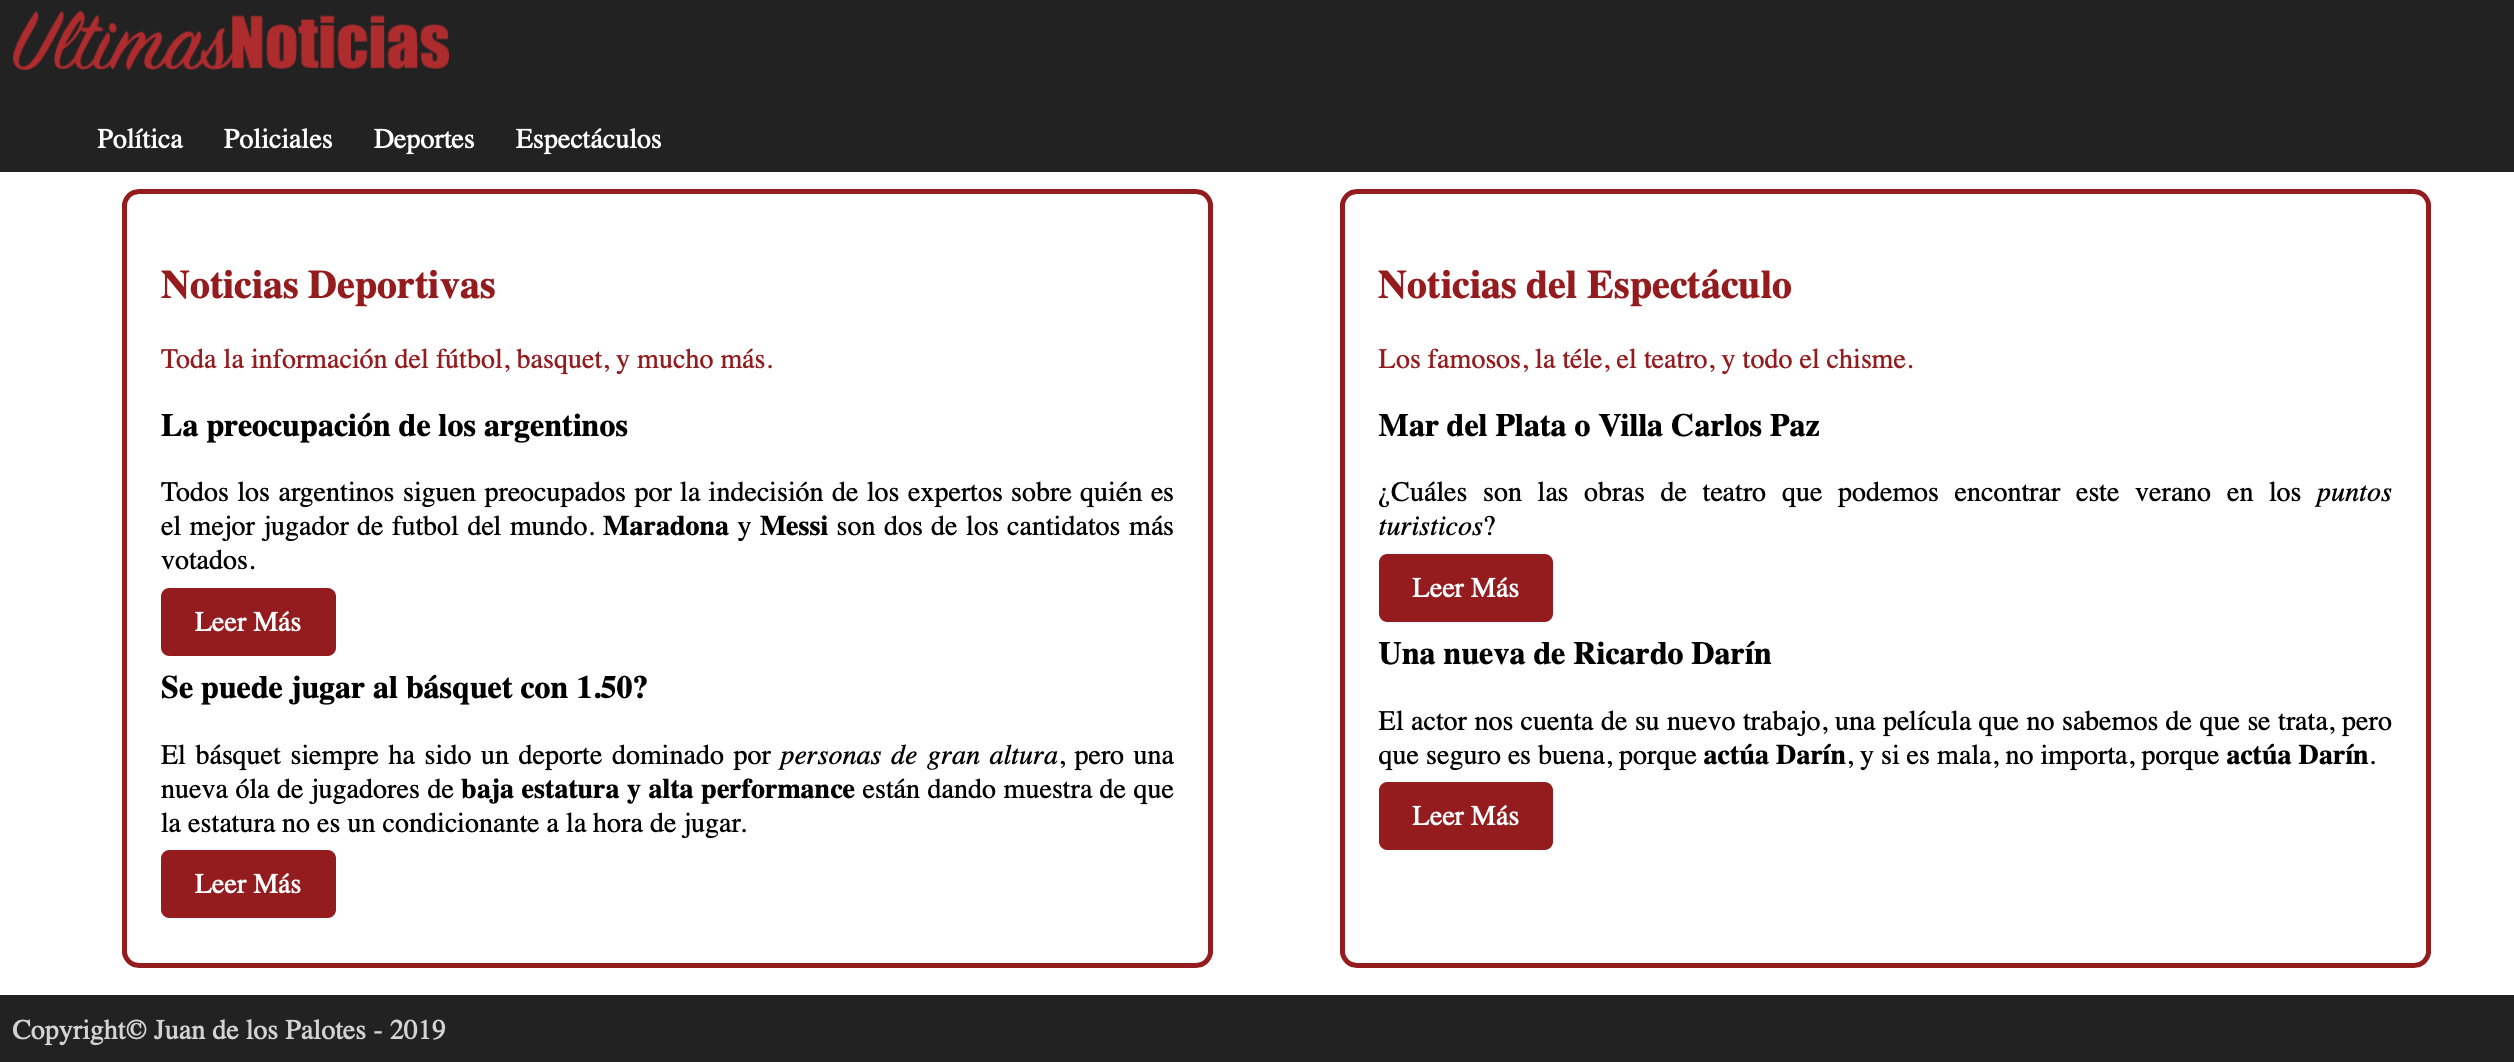 UltimasNoticias
Política Policiales Deportes Espectáculos
Noticias Deportivas
Toda la información del fútbol, basquet, y mucho más.
La preocupación de los argentinos
Todos los argentinos siguen preocupados por la indecisión de los expertos sobre quién es
el mejor jugador de futbol del mundo. Maradona y Messi son dos de los cantidatos más
votados.
Leer Más
Se puede jugar al básquet con 1.50?
El básquet siempre ha sido un deporte dominado por personas de gran altura, pero una
nueva óla de jugadores de baja estatura y alta performance están dando muestra de que
la estatura no es un condicionante a la hora de jugar.
Leer Más
Noticias del Espectáculo
Los famosos, la téle, el teatro, y todo el chisme.
Mar del Plata o Villa Carlos Paz
¿Cuáles son las obras de teatro que podemos encontrar este verano en los puntos
turisticos?
Leer Más
Una nueva de Ricardo Darín
El actor nos cuenta de su nuevo trabajo, una película que no sabemos de que se trata, pero
que seguro es buena, porque actúa Darín, y si es mala, no importa, porque actúa Darín.
Leer Más
Copyright© Juan de los Palotes - 2019